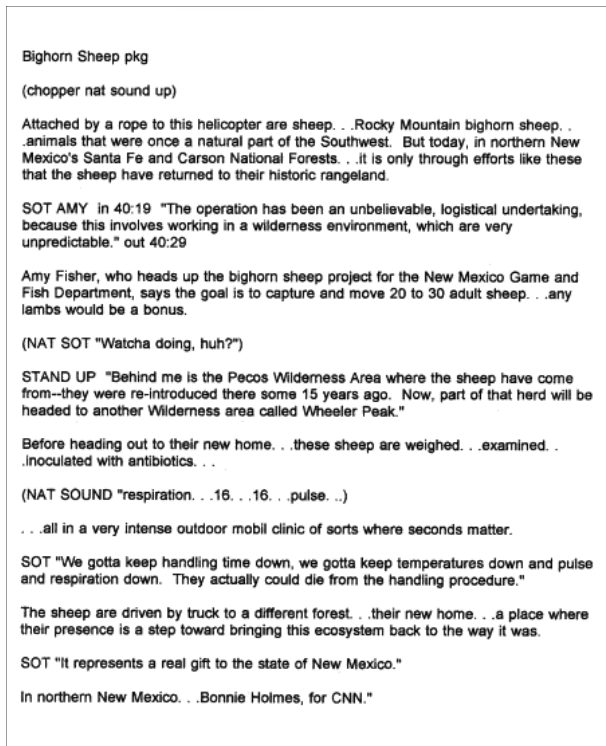 Bighorn Sheep pkg
(chopper nat sound up)
Attached by a rope to this helicopter are sheep. . .Rocky Mountain bighorn sheep. .
.animals that were once a natural part of the Southwest.  But today, in northern New
Mexico's Santa Fe and Carson National Forests. . .it is only through efforts like these
that the sheep have returned to their historic rangeland.
SOT AMY  in 40:19  "The operation has been an unbelievable, logistical undertaking,
because this involves working in a wilderness environment, which are very
unpredictable." out 40:29
Amy Fisher, who heads up the bighorn sheep project for the New Mexico Game and
Fish Department, says the goal is to capture and move 20 to 30 adult sheep. . .any
lambs would be a bonus.
(NAT SOT "Watcha doing, huh?")
STAND UP  "Behind me is the Pecos Wilderness Area where the sheep have come
from--they were re-introduced there some 15 years ago.  Now, part of that herd will be
headed to another Wilderness area called Wheeler Peak."
Before heading out to their new home. . .these sheep are weighed. . .examined. .
.inoculated with antibiotics. . .
(NAT SOUND "respiration. . .16. . .16. . .pulse. ..)
. . .all in a very intense outdoor mobil clinic of sorts where seconds matter.
SOT "We gotta keep handling time down, we gotta keep temperatures down and pulse
and respiration down.  They actually could die from the handling procedure."
The sheep are driven by truck to a different forest. . .their new home. . .a place where
their presence is a step toward bringing this ecosystem back to the way it was.
SOT "It represents a real gift to the state of New Mexico."
In northern New Mexico. . .Bonnie Holmes, for CNN."